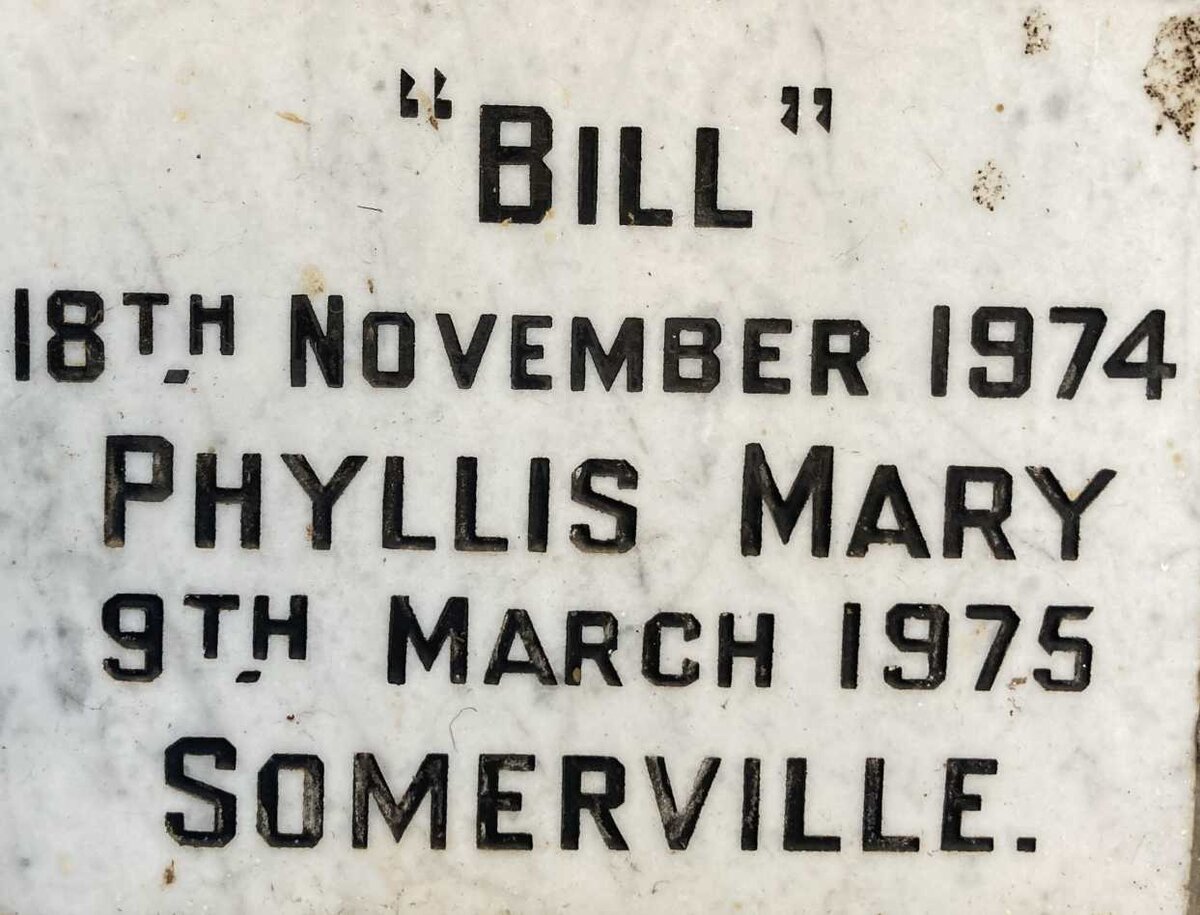 “BILL”
18TH NOVEMBER 1974
PHYLLIS MARY
9TH MARCH 1975
SOMERVILLE.